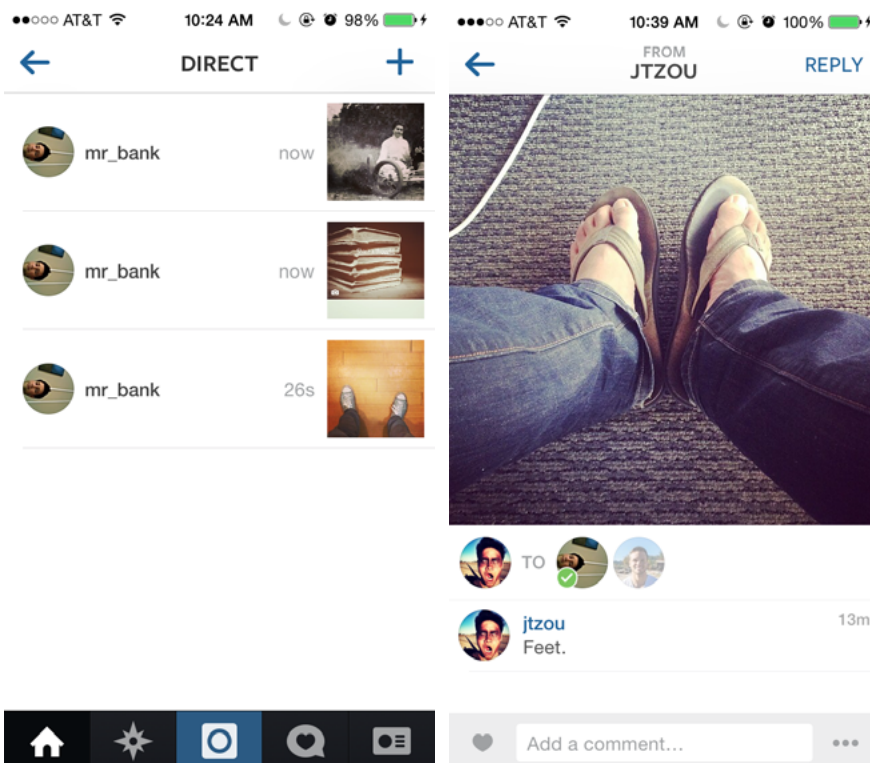 AT&T 10:24 AM 98%
DIRECT
mr_bank now
mr_bank now
mr_bank 26s
AT&T 10:39 AM 100%
FROM
JTZOU
REPLY
TO
jtzou 13m
Feet.
Add a comment...